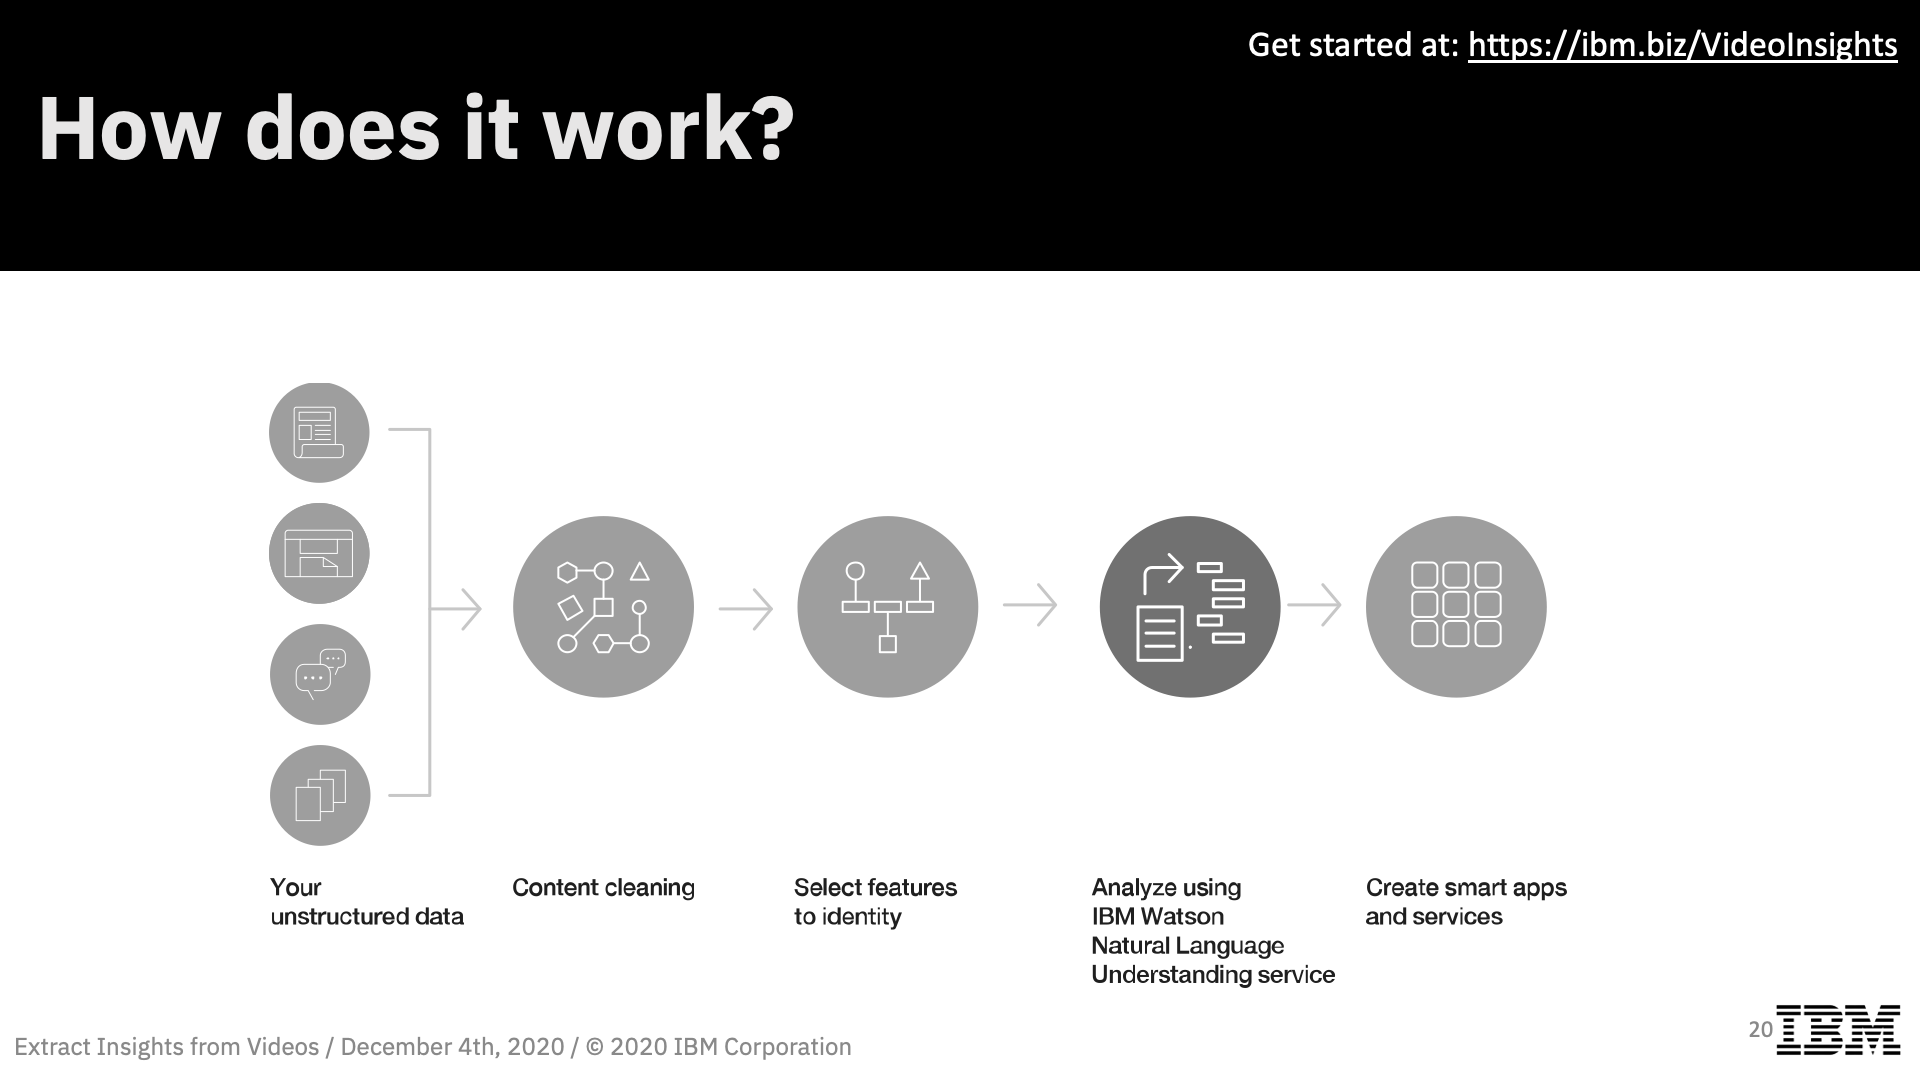 Get started at: https://ibm.biz/VideoInsights
How does it work?
Your
unstructured data
Content cleaning
Select features
to identity
Analyze using
IBM Watson
Natural Language
Understanding service
Create smart apps
and services
Extract Insights from Videos / December 4th, 2020 / © 2020 IBM Corporation
20
IBM